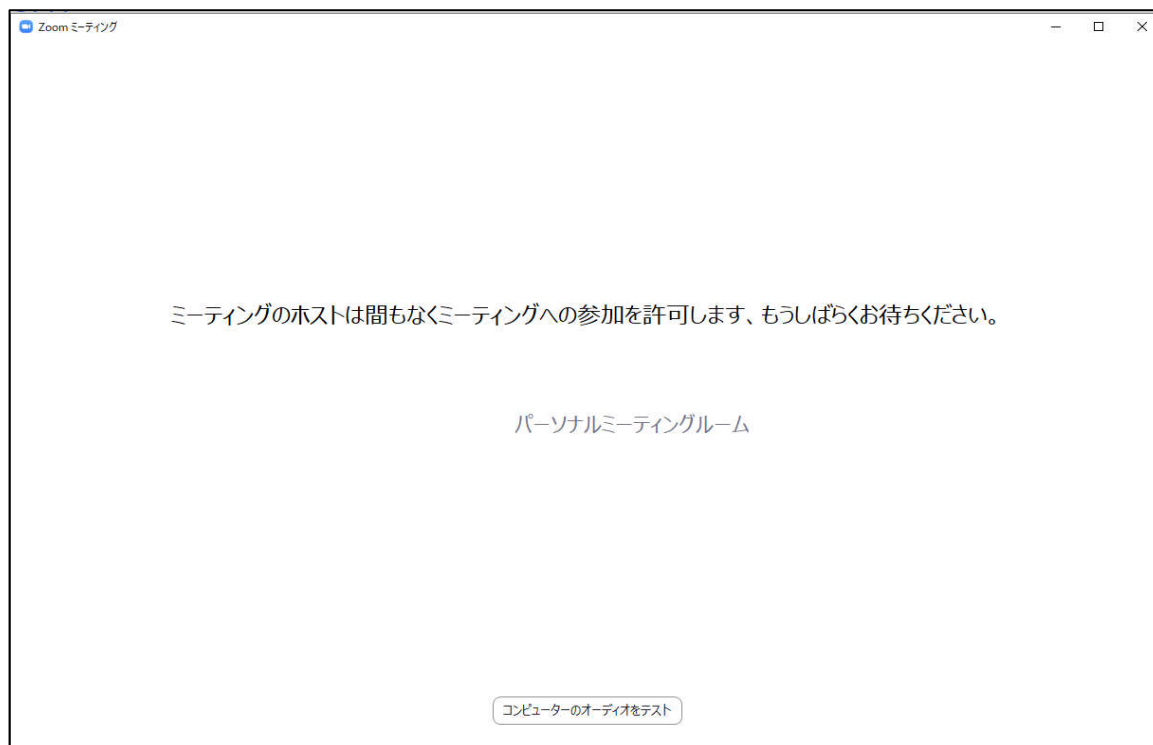 Zoom ミーティング
ミーティングのホストは間もなくミーティングへの参加を許可します、もうしばらくお待ちください。
パーソナルミーティングルーム
コンピューターのオーディオをテスト